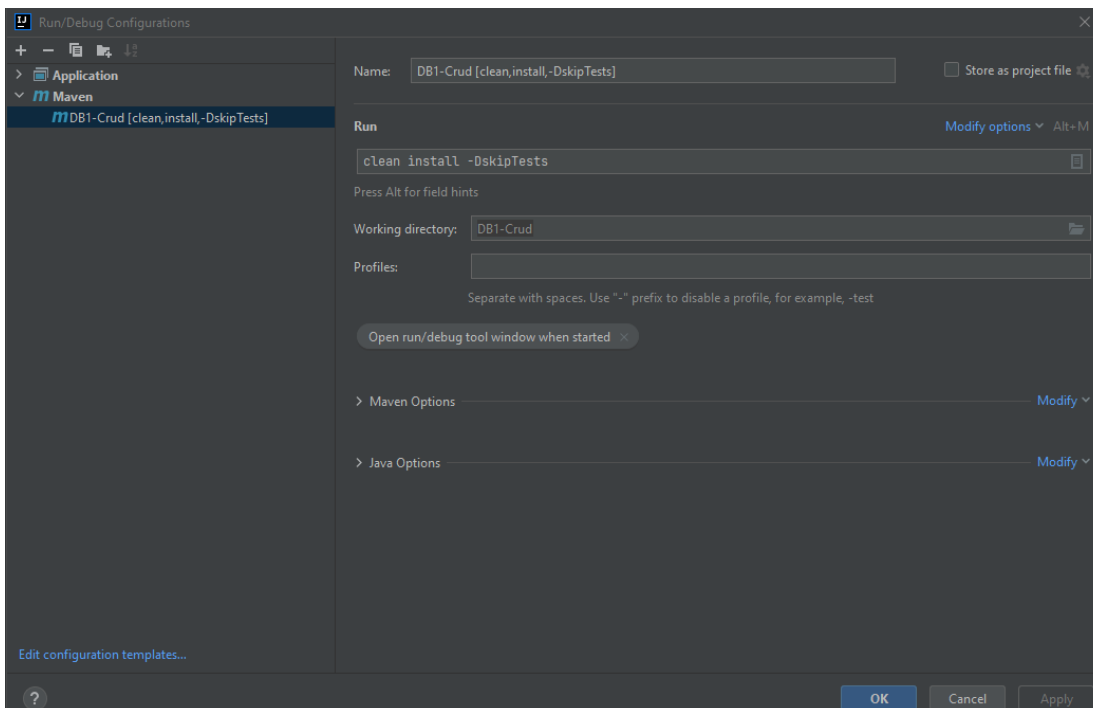 Run/Debug Configurations
Application
Maven
DB1-Crud [clean,install,-DskipTests]
Edit configuration templates...
?
Name: DB1-Crud [clean,install,-DskipTests] Store as project file
Run Modify options Alt+M
clean install -DskipTests
Press Alt for field hints
Working directory: DB1-Crud
Profiles:
Separate with spaces. Use "-" prefix to disable a profile, for example, -test
Open run/debug tool window when started
Maven Options Modify
Java Options Modify
OK Cancel Apply